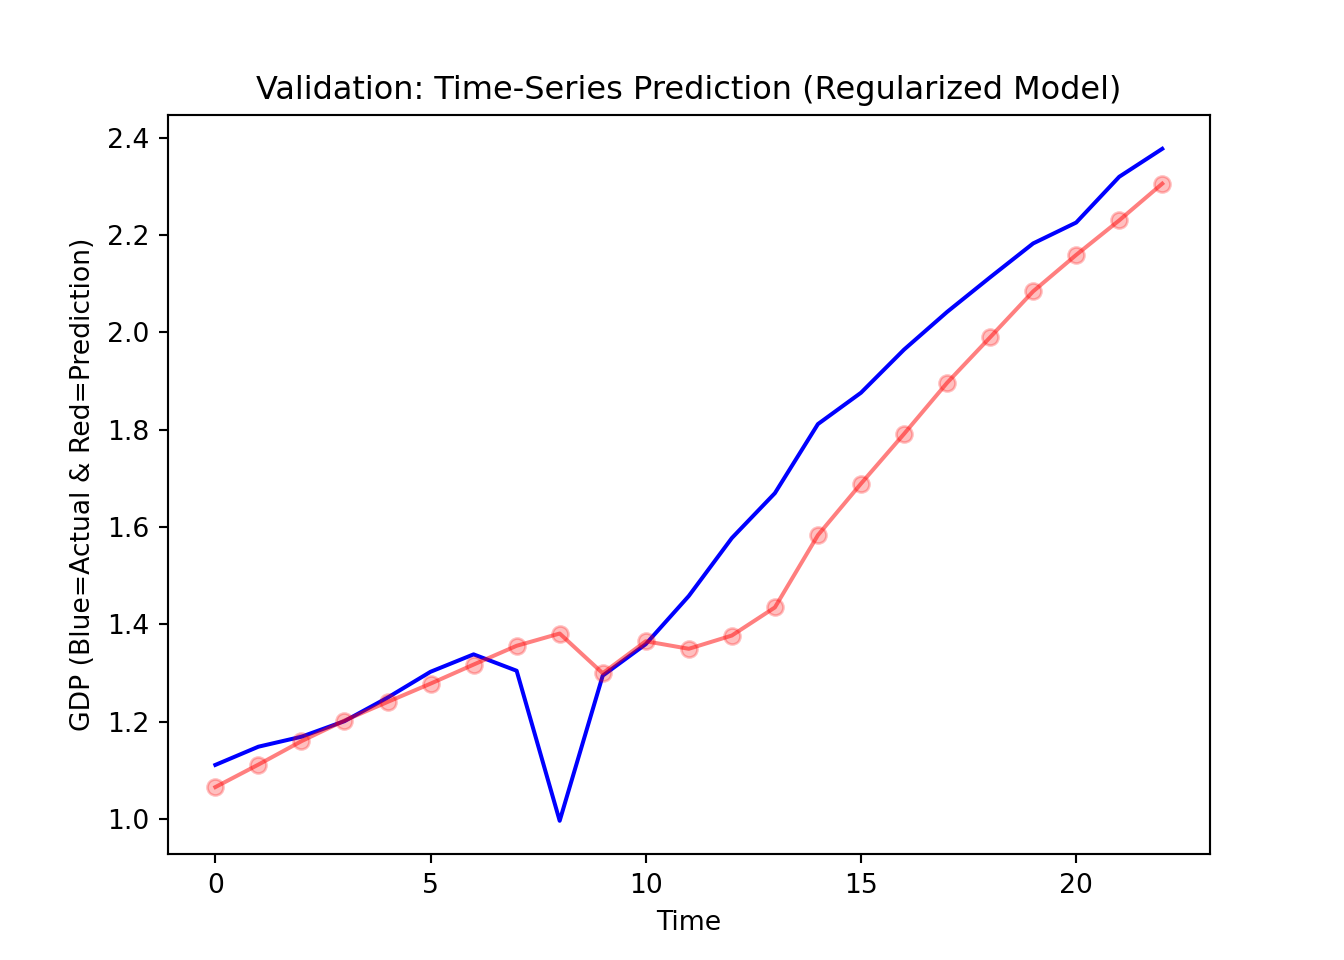 Validation: Time-Series Prediction (Regularized Model)
GDP (Blue=Actual & Red=Prediction)
2.4
2.2
2.0
1.8
1.6
1.4
1.2
1.0
0 5 10 15 20
Time